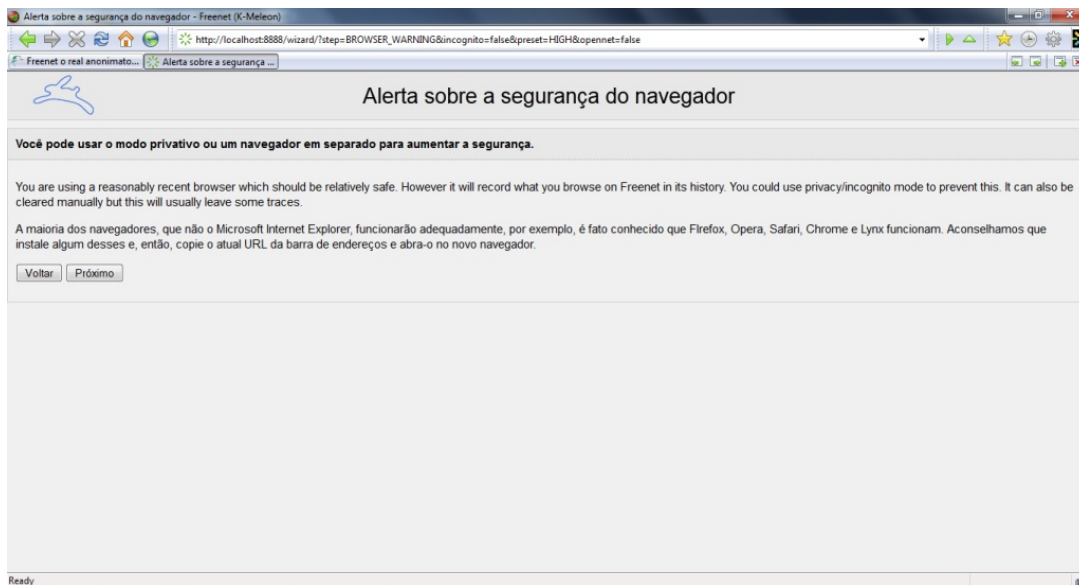 Alerta sobre a segurança do navegador - Freenet (K-Meleon)
http://localhost:8888/wizard/?step=BROWSER_WARNING&incognito=false&preset=HIGH&opennet=false
Freenet o real anonimato... Alerta sobre a segurança ...
Alerta sobre a segurança do navegador
Você pode usar o modo privativo ou um navegador em separado para aumentar a segurança.
You are using a reasonably recent browser which should be relatively safe. However it will record what you browse on Freenet in its history. You could use privacy/incognito mode to prevent this. It can also be
cleared manually but this will usually leave some traces.
A maioria dos navegadores, que não o Microsoft Internet Explorer, funcionarão adequadamente, por exemplo, é fato conhecido que FIrefox, Opera, Safari, Chrome e Lynx funcionam. Aconselhamos que
instale algum desses e, então, copie o atual URL da barra de endereços e abra-o no novo navegador.
Voltar Próximo
Ready